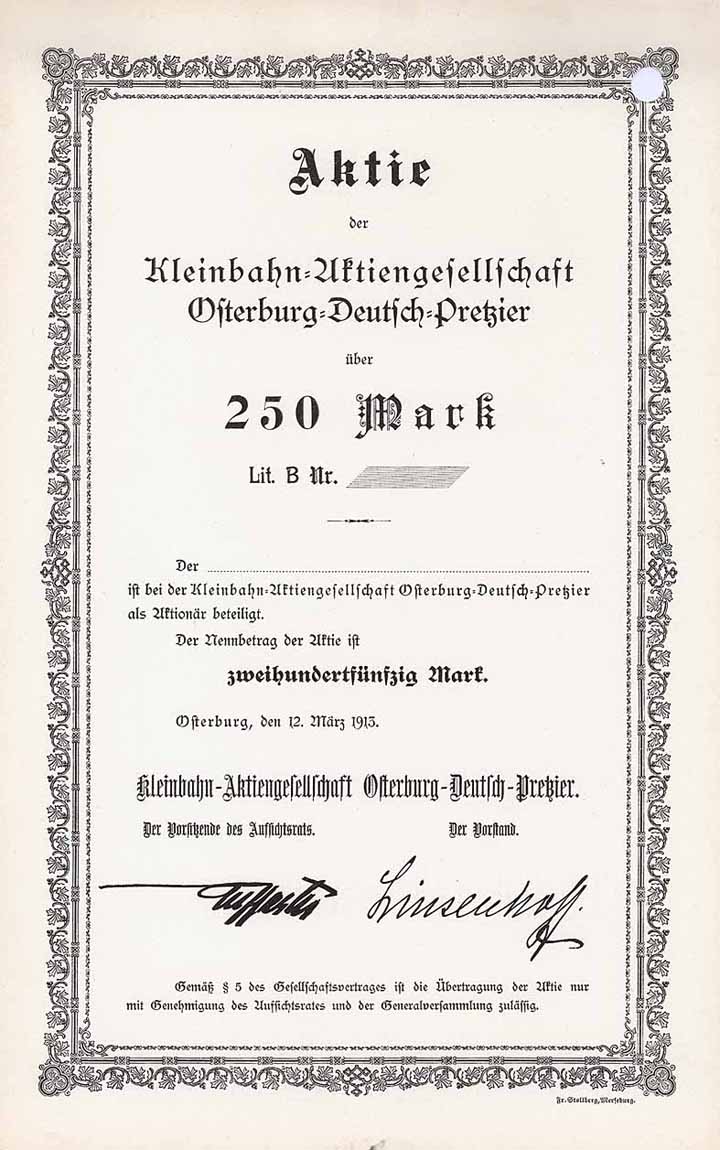 Aktie
der
Kleinbahn-Aktiengesellschaft
Osterburg-Deutsch-Pretzier
über
250 Mark
Lit. B Nr.
Der
ist bei der Kleinbahn-Aktiengesellschaft Osterburg-Deutsch-Pretzier
als Aktionär beteiligt.
Der Nennbetrag der Aktie ist
zweihundertfünfzig Mark.
Osterburg, den 12. März 1913.
Kleinbahn-Aktiengesellschaft Osterburg-Deutsch-Pretzier.
Der Vorsitzende des Aufsichtsrats. Der Vorstand.
Linsenhoff.
Gemäß § 5 des Gesellschaftsvertrages ist die Übertragung der Aktie nur
mit Genehmigung des Aufsichtsrates und der Generalversammlung zulässig.
Fr. Stollberg, Merseburg.